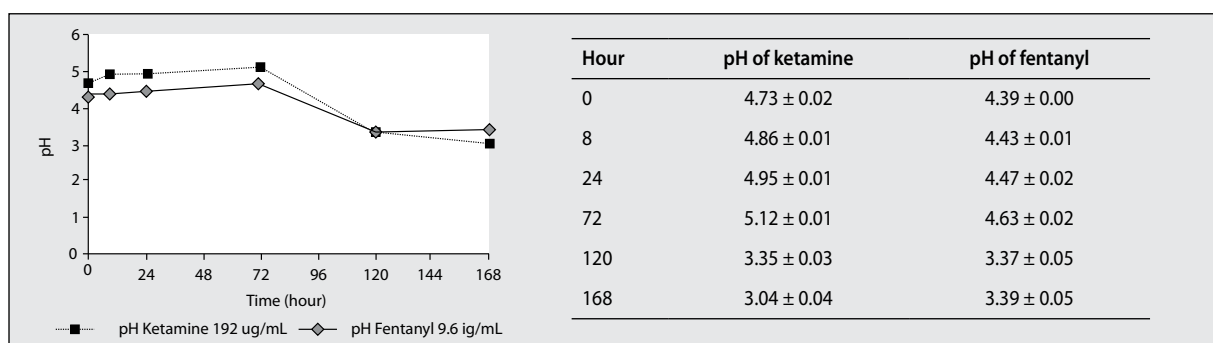 6
5
4
3
2
1
0
pH
0 24 48 72 96 120 144 168
Time (hour)
pH Ketamine 192 ug/mL pH Fentanyl 9.6 ig/mL
Hour pH of ketamine pH of fentanyl
0 4.73 ± 0.02 4.39 ± 0.00
8 4.86 ± 0.01 4.43 ± 0.01
24 4.95 ± 0.01 4.47 ± 0.02
72 5.12 ± 0.01 4.63 ± 0.02
120 3.35 ± 0.03 3.37 ± 0.05
168 3.04 ± 0.04 3.39 ± 0.05